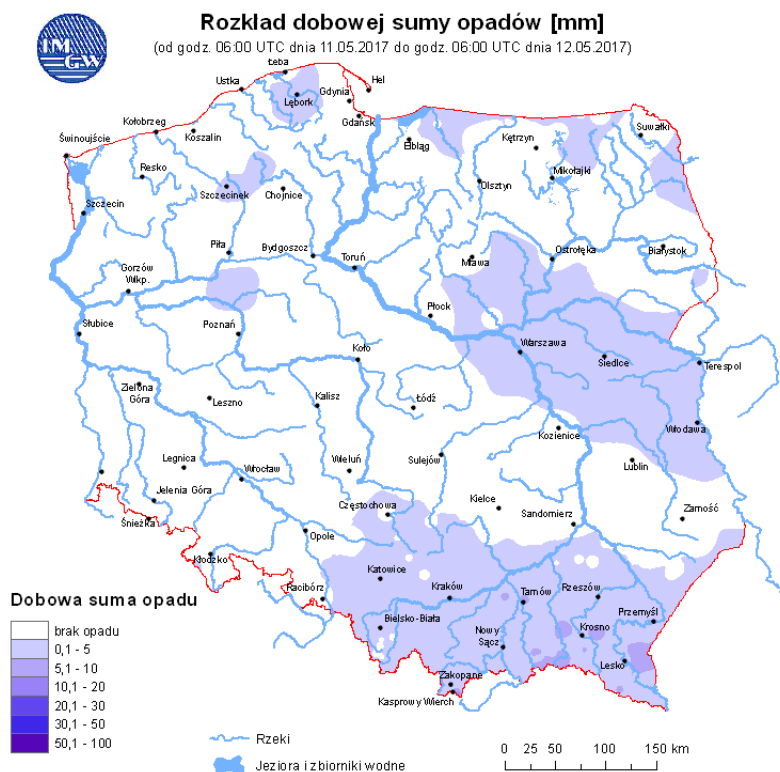 Rozkład dobowej sumy opadów [mm]
(od godz. 06:00 UTC dnia 11.05.2017 do godz. 06:00 UTC dnia 12.05.2017)
IM
GW
Łeba
Ustka
Hel
Gdynia
Lębork
Gdańsk
Kołobrzeg
Koszalin
Elbląg
Kętrzyn
Suwałki
Świnoujście
Resko
Szczecinek
Chojnice
Olsztyn
Mikołajki
Szczecin
Piła
Bydgoszcz
Toruń
Mława
Ostrołęka
Białystok
Gorzów
Wlkp.
Płock
Słubice
Poznań
Koło
Warszawa
Siedlce
Terespol
Zielona
Góra
Leszno
Kalisz
Łódź
Kozienice
Włodawa
Legnica
Wrocław
Wieluń
Sulejów
Lublin
Jelenia Góra
Śnieżka
Częstochowa
Kielce
Sandomierz
Zamość
Opole
Kłodzko
Katowice
Racibórz
Kraków
Tarnów
Rzeszów
Przemyśl
Bielsko-Biała
Nowy
Sącz
Krosno
Lesko
Zakopane
Kasprowy Wierch
Dobowa suma opadu
brak opadu
0,1 - 5
5,1 - 10
10,1 - 20
20,1 - 30
30,1 - 50
50,1 - 100
Rzeki
Jeziora i zbiorniki wodne
0 25 50 100 150 km